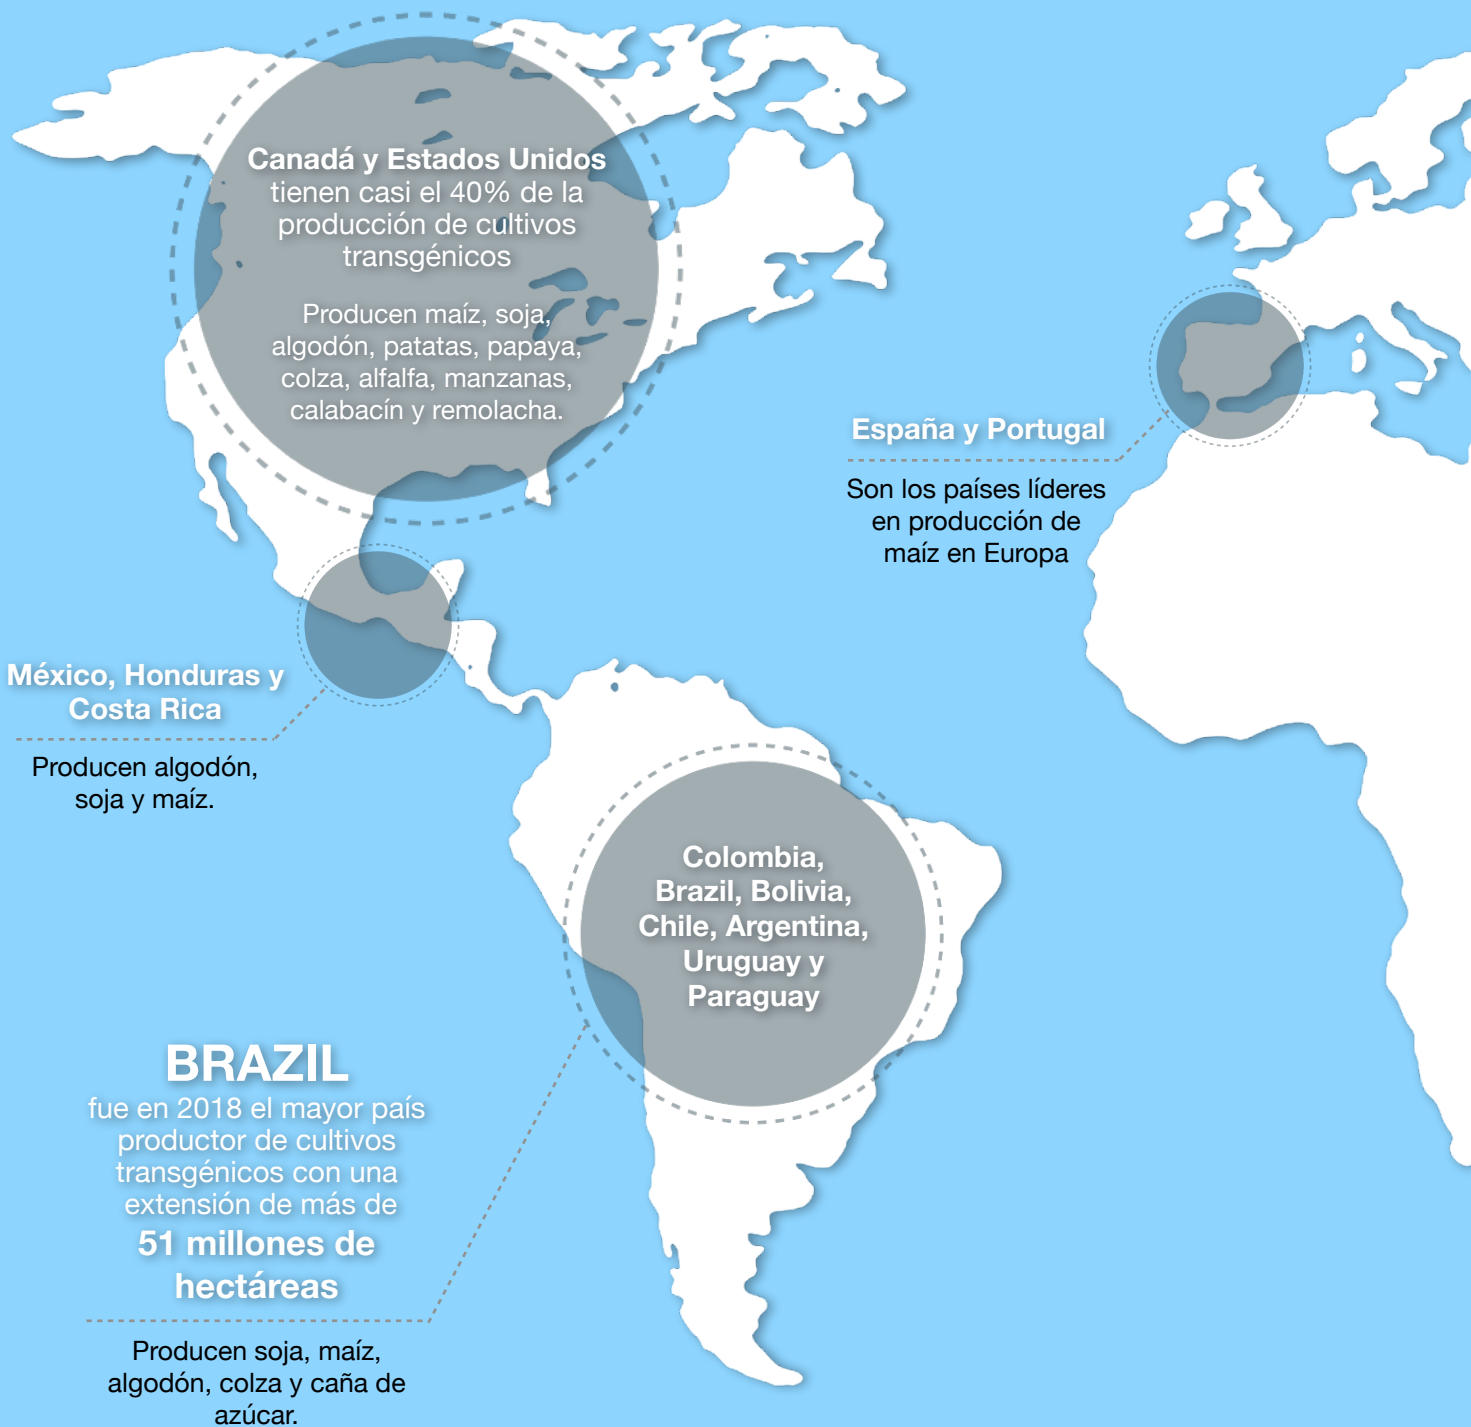 Canadá y Estados Unidos
tienen casi el 40% de la
producción de cultivos
transgénicos
Producen maíz, soja,
algodón, patatas, papaya,
colza, alfalfa, manzanas,
calabacín y remolacha.
España y Portugal
Son los países líderes
en producción de
maíz en Europa
México, Honduras y
Costa Rica
Producen algodón,
soja y maíz.
Colombia,
Brazil, Bolivia,
Chile, Argentina,
Uruguay y
Paraguay
BRAZIL
fue en 2018 el mayor país
productor de cultivos
transgénicos con una
extensión de más de
51 millones de
hectáreas
Producen soja, maíz,
algodón, colza y caña de
azúcar.